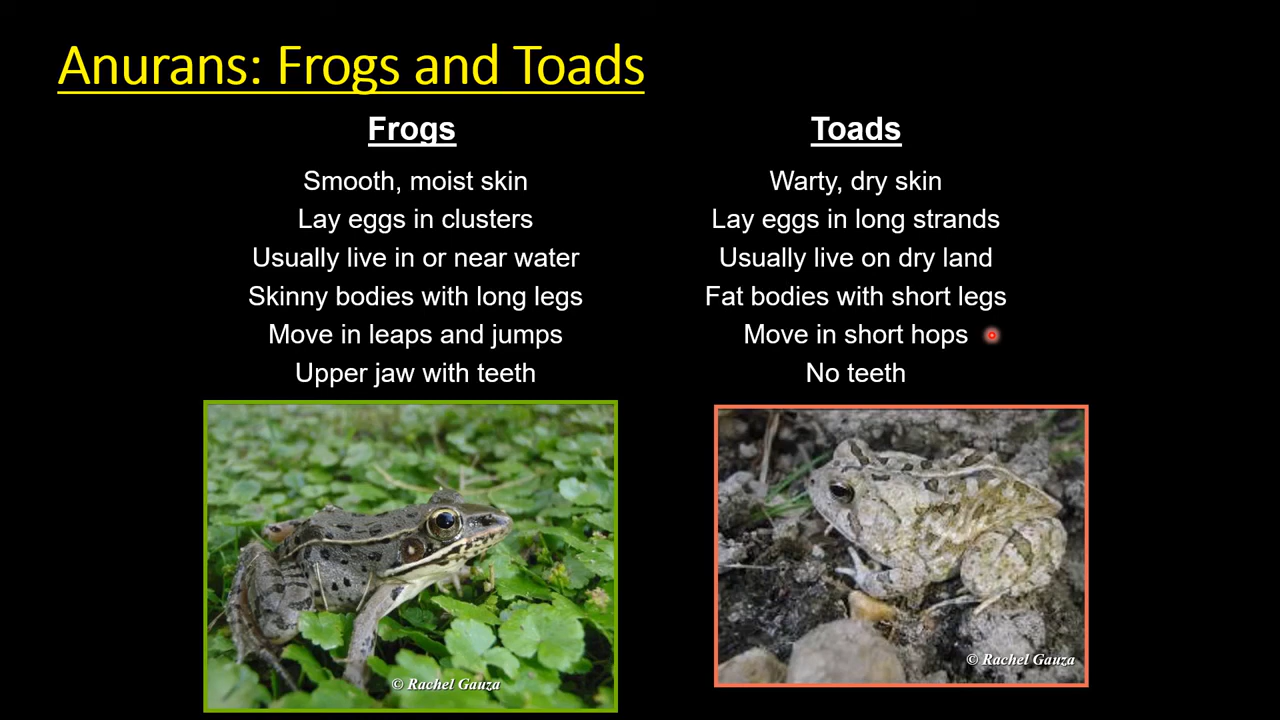 Anurans: Frogs and Toads
Frogs
Smooth, moist skin
Lay eggs in clusters
Usually live in or near water
Skinny bodies with long legs
Move in leaps and jumps
Upper jaw with teeth
© Rachel Gauza
Toads
Warty, dry skin
Lay eggs in long strands
Usually live on dry land
Fat bodies with short legs
Move in short hops
No teeth
© Rachel Gauza